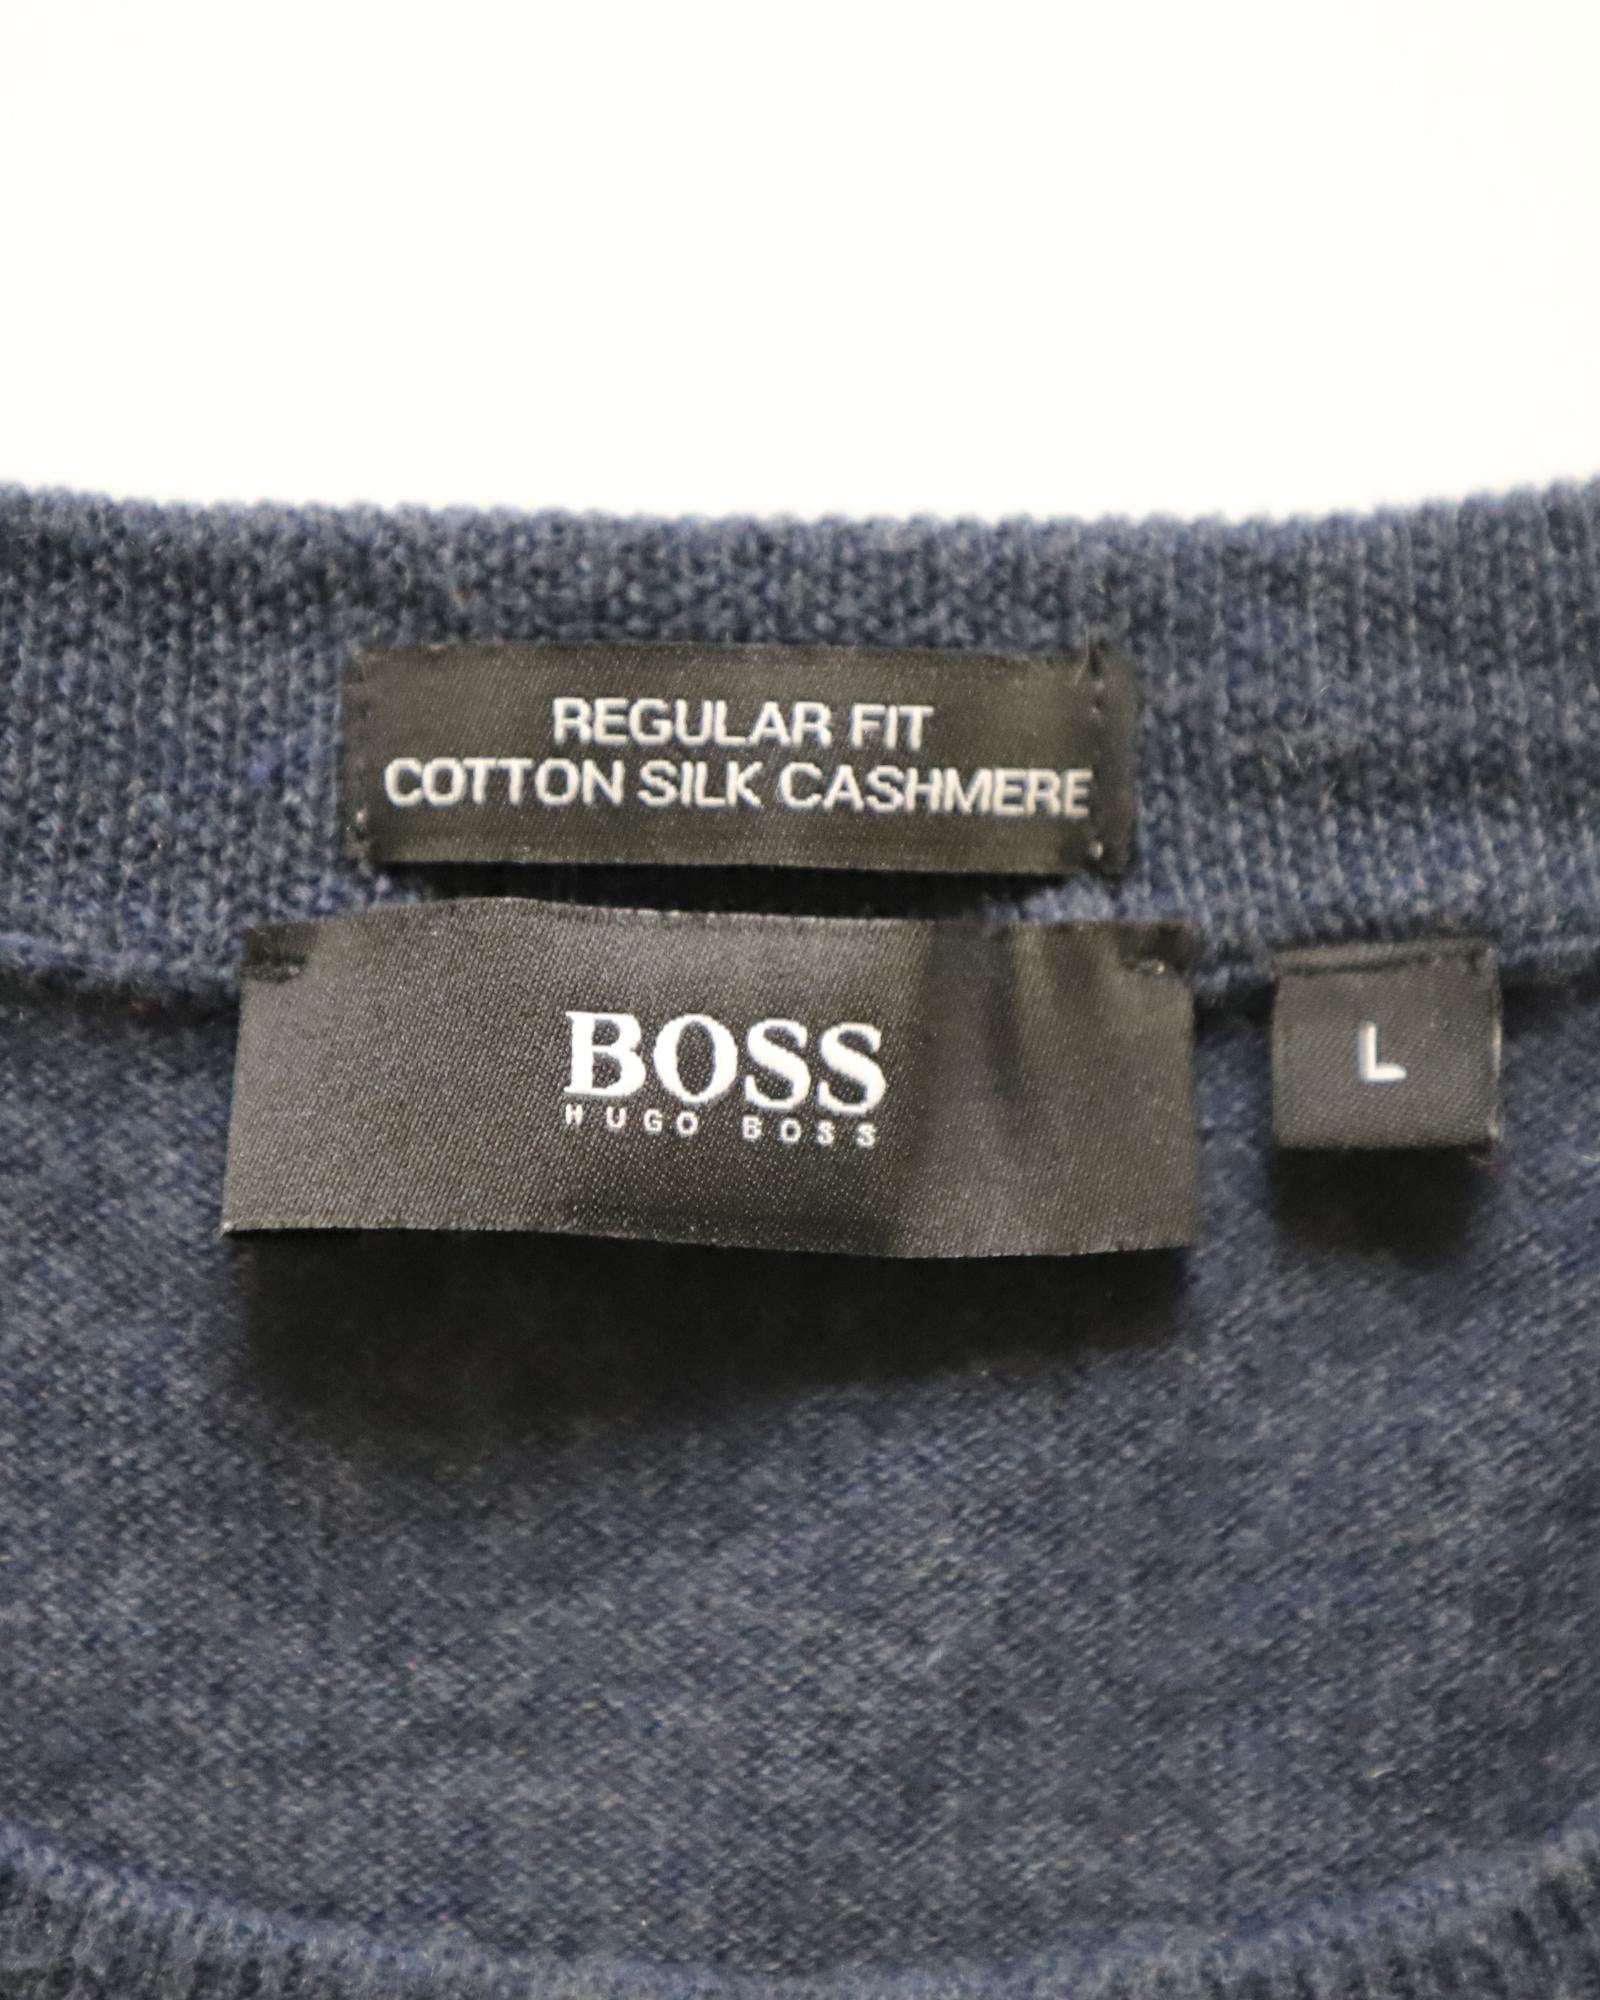 REGULAR FIT
COTTON SILK CASHMERE
BOSS
HUGO BOSS
L